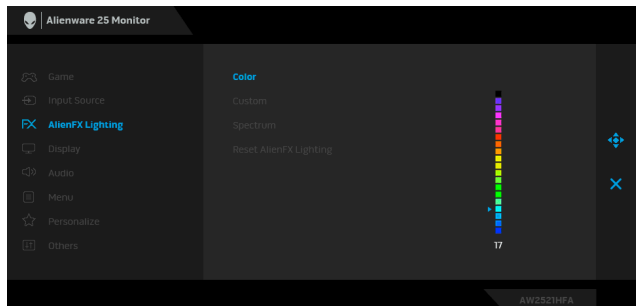 Alienware 25 Monitor
Game
Input Source
AlienFX Lighting
Display
Audio
Menu
Personalize
Others
Color
Custom
Spectrum
Reset AlienFX Lighting
17
AW2521HFA